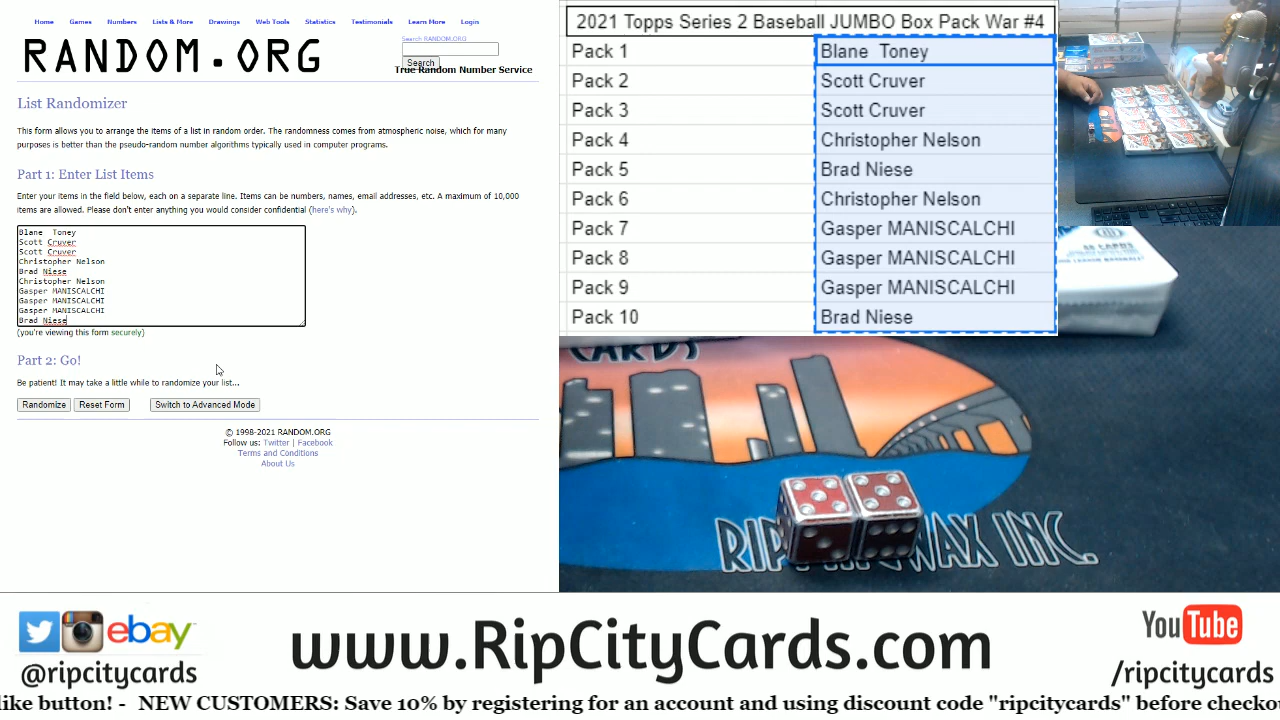 Home Games Numbers Lists & More Drawings Web Tools Statistics Testimonials Learn More Login
RANDOM.ORG
Search RANDOM.ORG
Search
True Random Number Service
List Randomizer
This form allows you to arrange the items of a list in random order. The randomness comes from atmospheric noise, which for many
purposes is better than the pseudo-random number algorithms typically used in computer programs.
Part 1: Enter List Items
Enter your items in the field below, each on a separate line. Items can be numbers, names, email addresses, etc. A maximum of 10,000
items are allowed. Please don't enter anything you would consider confidential (here's why).
Blane  Toney
Scott Cruver
Scott Cruver
Christopher Nelson
Brad Niese
Christopher Nelson
Gasper MANISCALCHI
Gasper MANISCALCHI
Gasper MANISCALCHI
Brad Niese
(you're viewing this form securely)
Part 2: Go!
Be patient! It may take a little while to randomize your list...
Randomize Reset Form Switch to Advanced Mode
© 1998-2021 RANDOM.ORG
Follow us: Twitter | Facebook
Terms and Conditions
About Us
2021 Topps Series 2 Baseball JUMBO Box Pack War #4
Pack 1 Blane  Toney
Pack 2 Scott Cruver
Pack 3 Scott Cruver
Pack 4 Christopher Nelson
Pack 5 Brad Niese
Pack 6 Christopher Nelson
Pack 7 Gasper MANISCALCHI
Pack 8 Gasper MANISCALCHI
Pack 9 Gasper MANISCALCHI
Pack 10 Brad Niese
CARDS
RIP WAX INC.
ebay
@ripcitycards
www.RipCityCards.com
YouTube
/ripcitycards
like button! - NEW CUSTOMERS: Save 10% by registering for an account and using discount code "ripcitycards" before checko